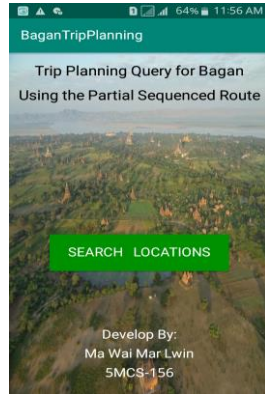 64% 11:56 AM
BaganTripPlanning
Trip Planning Query for Bagan
Using the Partial Sequenced Route
SEARCH LOCATIONS
Develop By:
Ma Wai Mar Lwin
5MCS-156